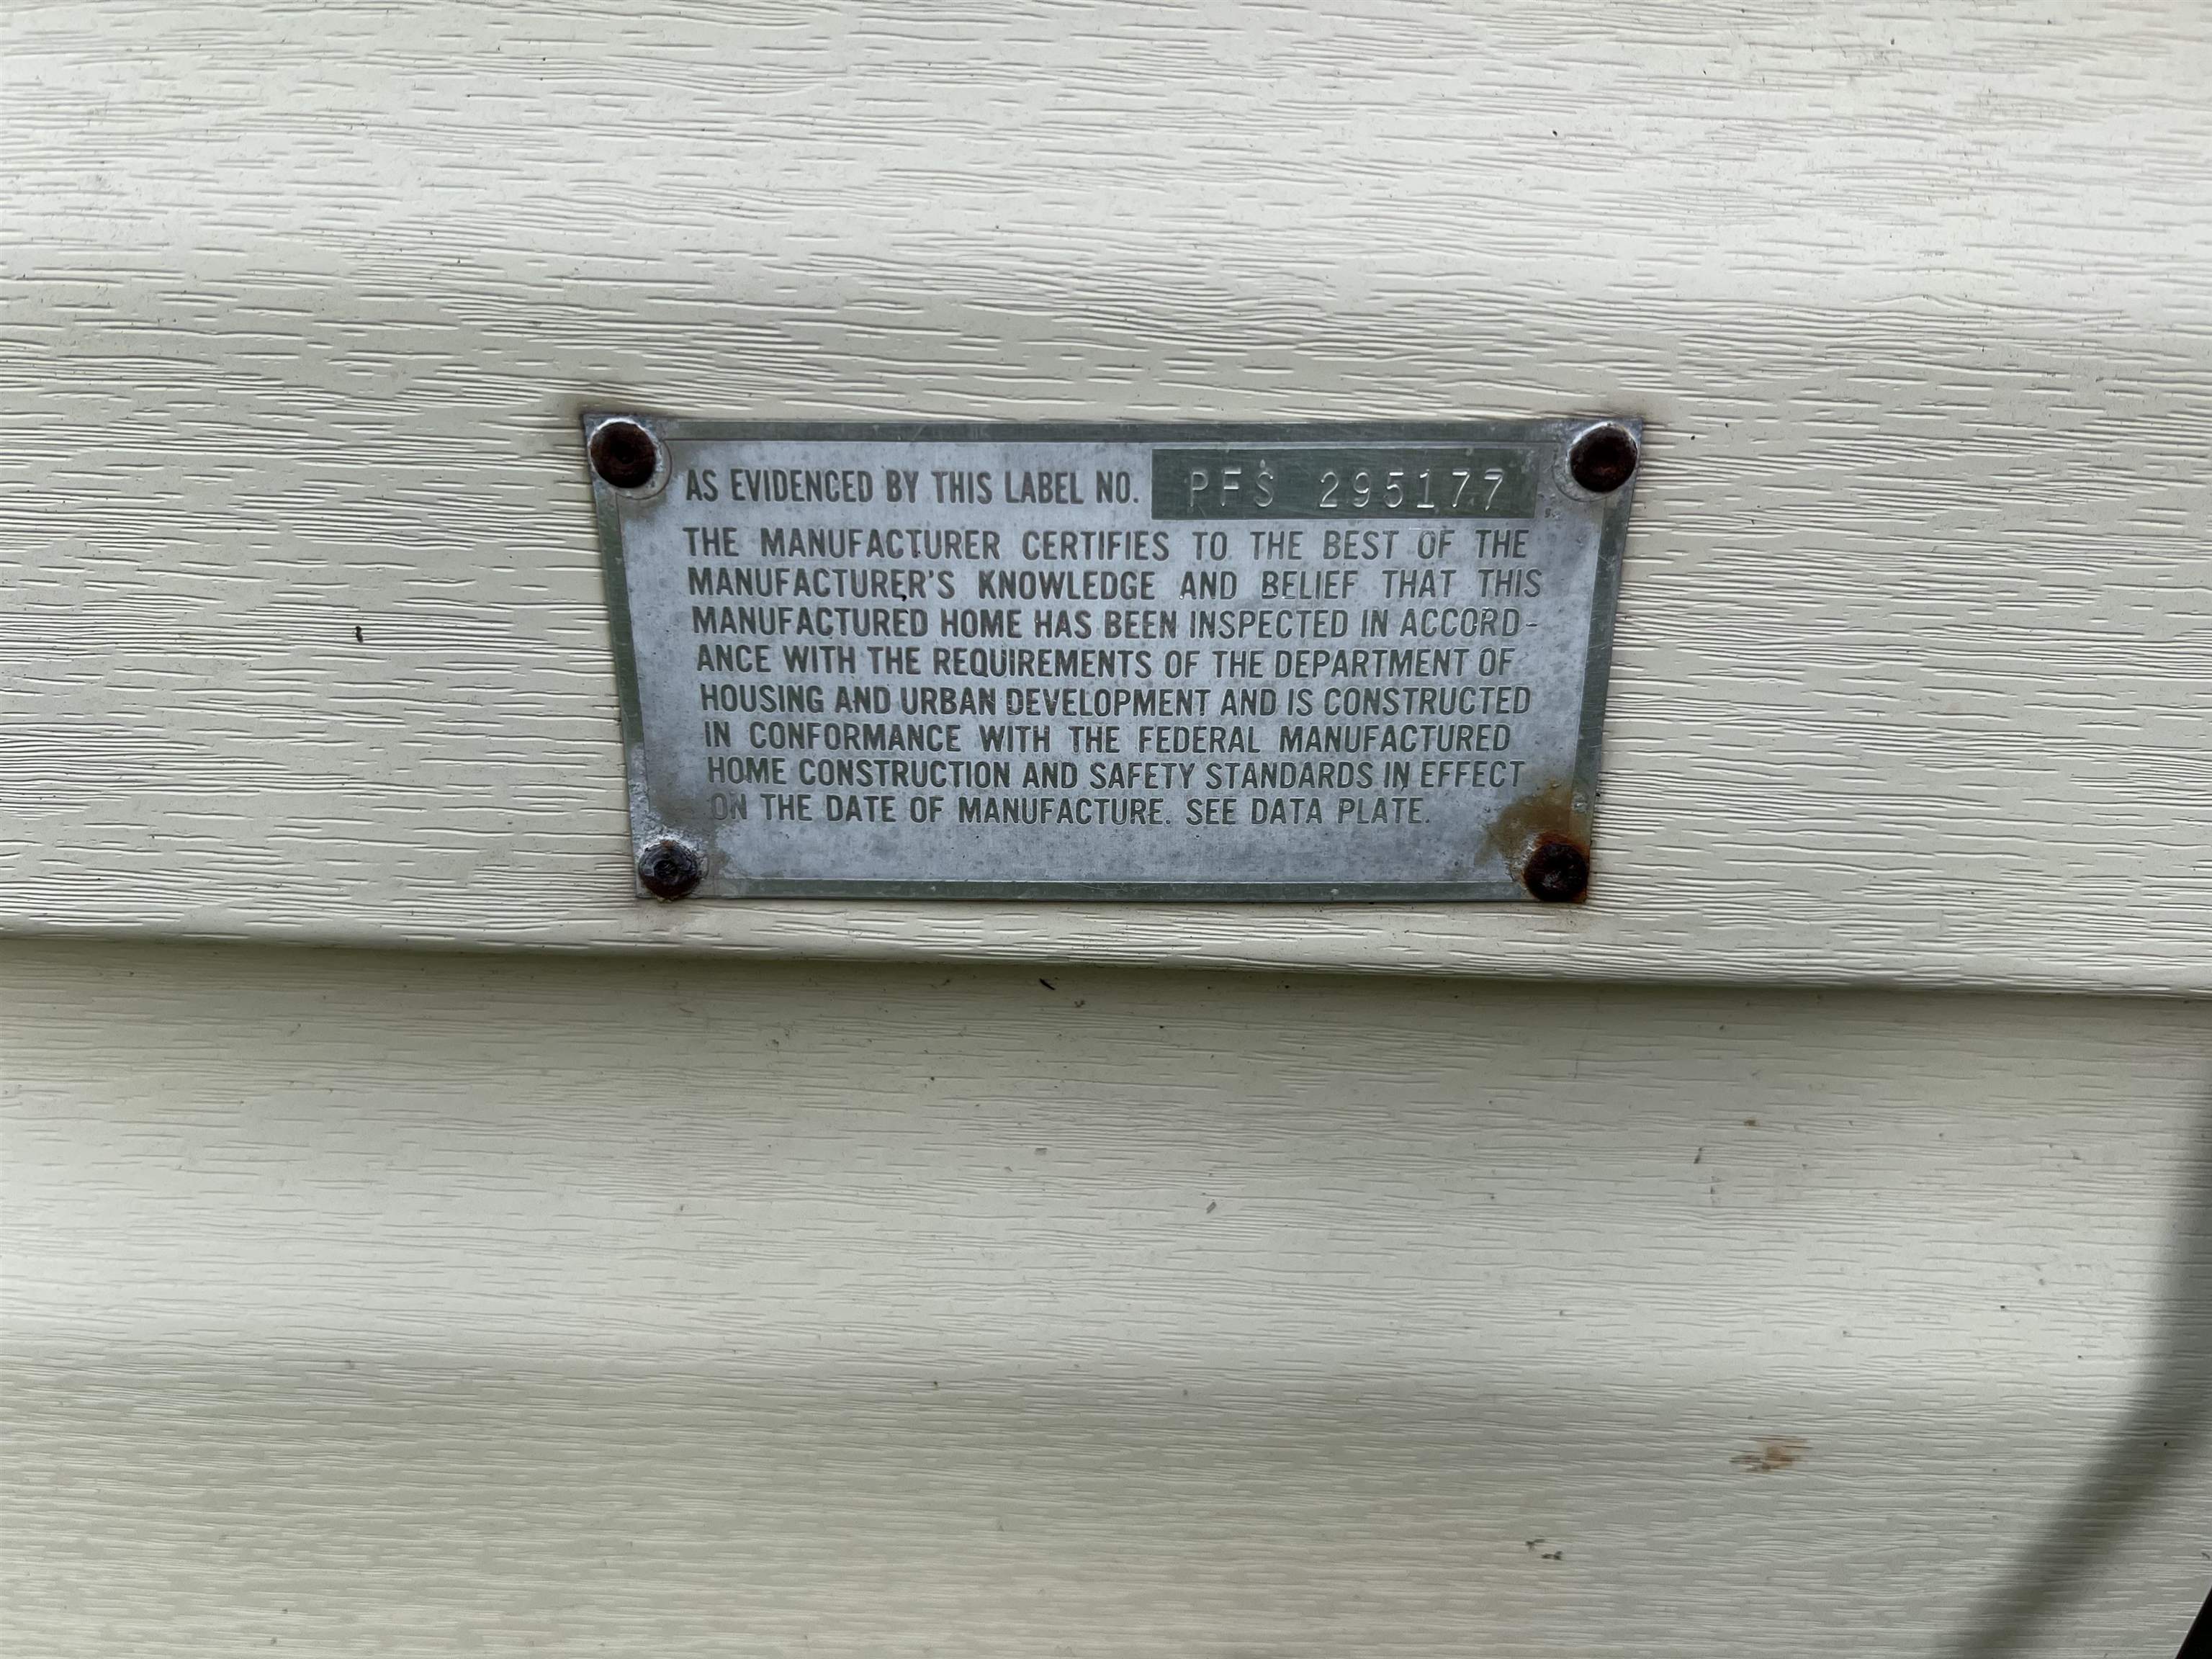 AS EVIDENCED BY THIS LABEL NO. PFS 295177
THE MANUFACTURER CERTIFIES TO THE BEST OF THE
MANUFACTURER'S KNOWLEDGE AND BELIEF THAT THIS
MANUFACTURED HOME HAS BEEN INSPECTED IN ACCORD-
ANCE WITH THE REQUIREMENTS OF THE DEPARTMENT OF
HOUSING AND URBAN DEVELOPMENT AND IS CONSTRUCTED
IN CONFORMANCE WITH THE FEDERAL MANUFACTURED
HOME CONSTRUCTION AND SAFETY STANDARDS IN EFFECT
ON THE DATE OF MANUFACTURE. SEE DATA PLATE.